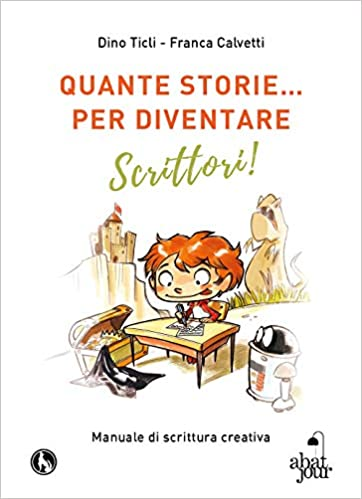 Dino Ticli - Franca Calvetti
QUANTE STORIE...
PER DIVENTARE
Scrittori!
Manuale di scrittura creativa
abat
jour